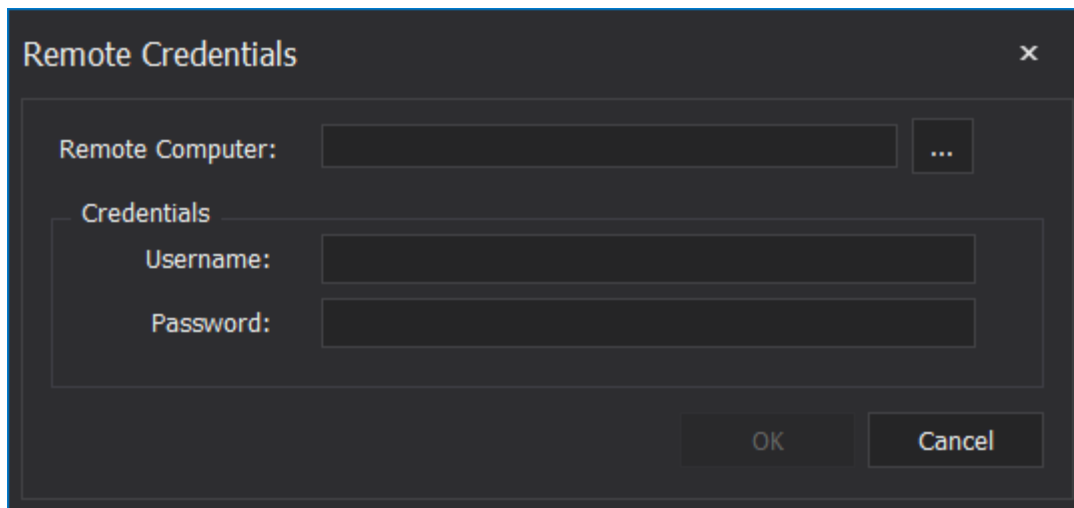 Remote Credentials ×
Remote Computer: ...
Credentials
Username:
Password:
OK Cancel